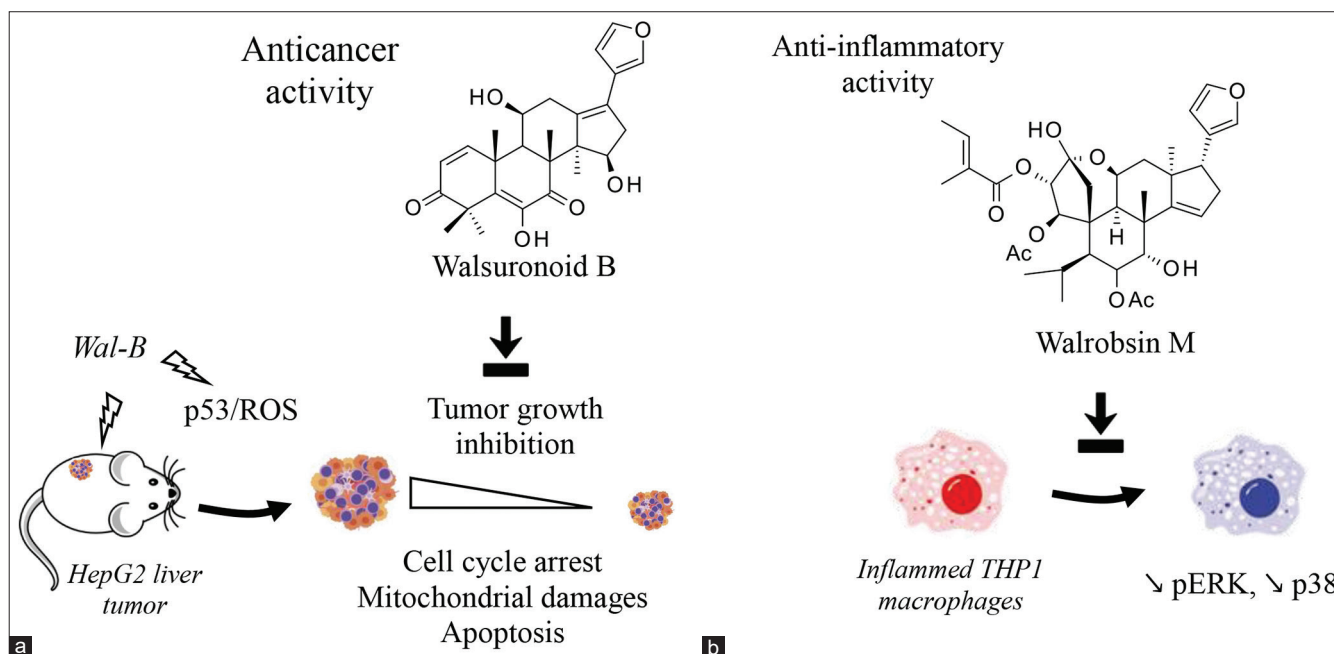 Anticancer
activity
O
HO
OH
O
O
OH
Walsuronoid B
Wal-B
p53/ROS
Tumor growth
inhibition
HepG2 liver
tumor
Cell cycle arrest
Mitochondrial damages
Apoptosis
a
Anti-inflammatory
activity
O
HO
O
O
O
O
Ac
H
OH
OAc
Walrobsin M
Inflammed THP1
macrophages
↘ pERK, ↘ p38
b